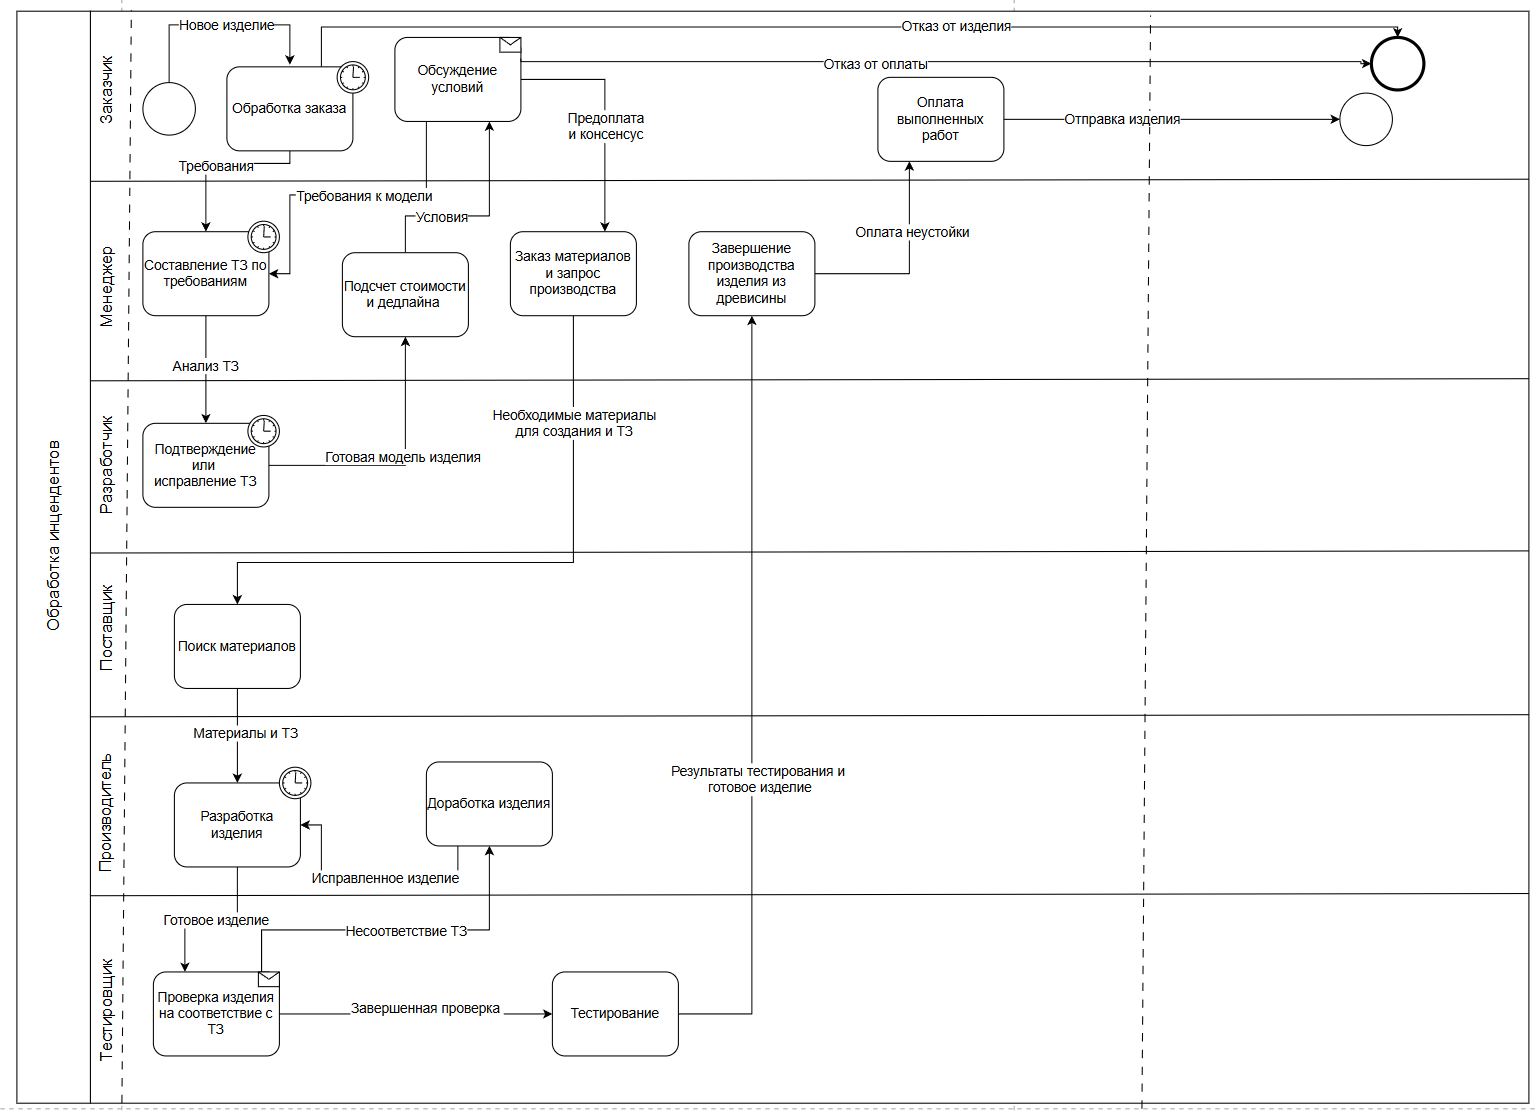 Обработка инцендентов
Заказчик
Новое изделие
Обработка заказа
Обсуждение
условий
Отказ от изделия
Отказ от оплаты
Предоплата
и консенсус
Оплата
выполненных
работ
Отправка изделия
Требования
Менеджер
Требования к модели
Условия
Составление ТЗ по
требованиям
Подсчет стоимости
и дедлайна
Заказ материалов
и запрос
производства
Завершение
производства
изделия из
древисины
Оплата неустойки
Анализ ТЗ
Разработчик
Подтверждение
или
исправление ТЗ
Готовая модель изделия
Необходимые материалы
для создания и ТЗ
Поставщик
Поиск материалов
Производитель
Материалы и ТЗ
Разработка
изделия
Доработка изделия
Исправленное изделие
Результаты тестирования и
готовое изделие
Тестировщик
Готовое изделие
Несоответствие ТЗ
Проверка изделия
на соответствие с
ТЗ
Завершенная проверка
Тестирование